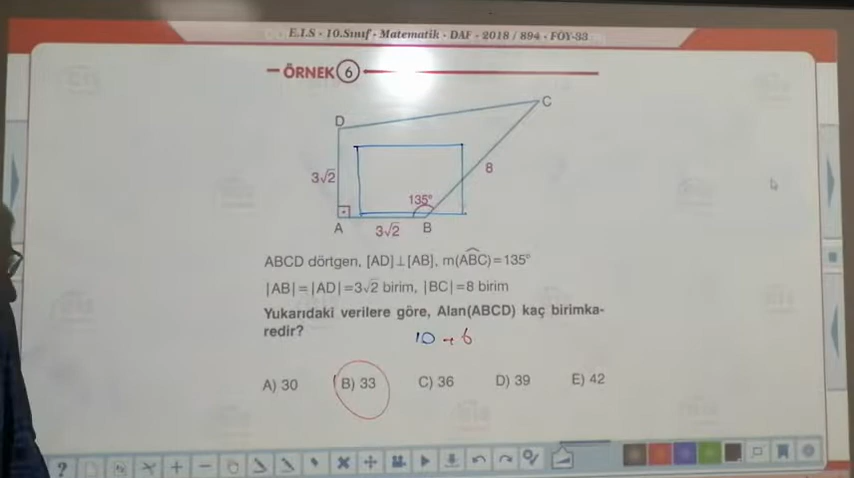 E.I.S - 10.Sınıf - Matematik - DAF - 2018 / 894 - FÖY-33
ÖRNEK 6
C
D
3√2
8
135°
A
3√2
B
ABCD dörtgen, [AD]⊥[AB], m(ABC)=135°
|AB|=|AD|=3√2 birim, |BC|=8 birim
Yukarıdaki verilere göre, Alan(ABCD) kaç birimka-
redir?
10 → 6
A) 30 B) 33 C) 36 D) 39 E) 42